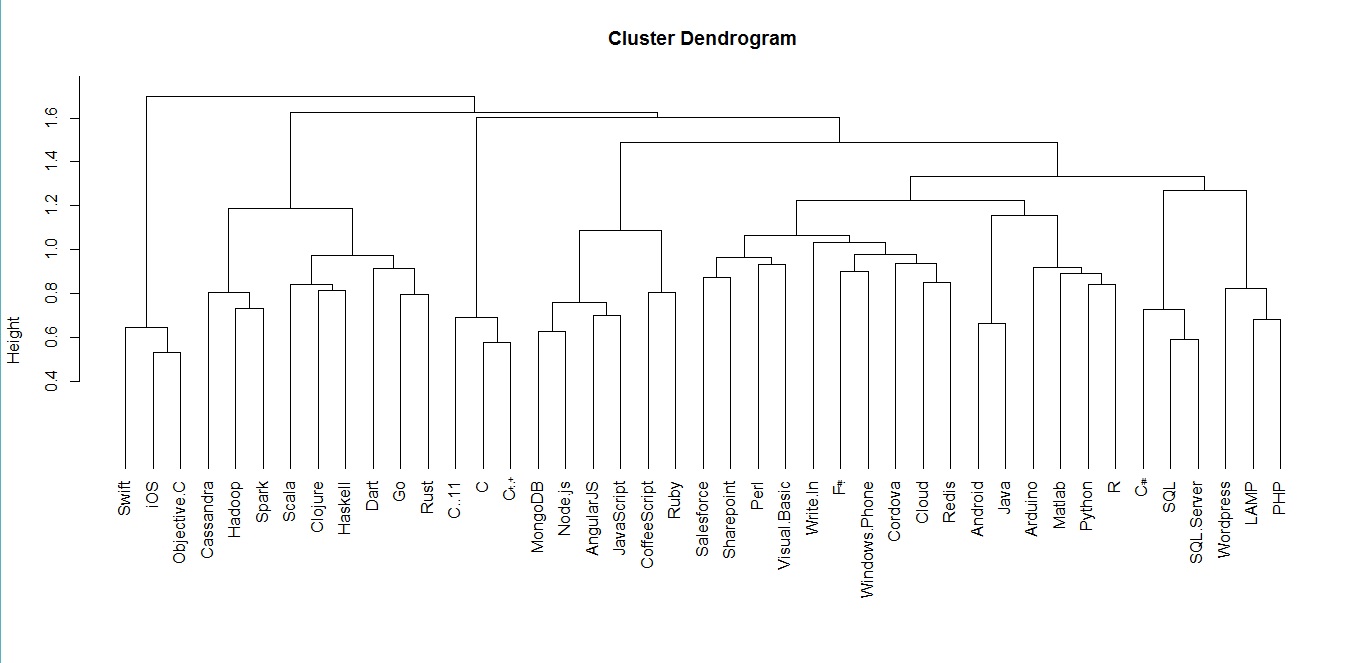 Cluster Dendrogram
Height
1.6
1.4
1.2
1.0
0.8
0.6
0.4
Swift
iOS
Objective.C
Cassandra
Hadoop
Spark
Scala
Clojure
Haskell
Dart
Go
Rust
C..11
C
C++
MongoDB
Node.js
AngularJS
JavaScript
CoffeeScript
Ruby
Salesforce
Sharepoint
Perl
Visual.Basic
Write.In
F#
Windows.Phone
Cordova
Cloud
Redis
Android
Java
Arduino
Matlab
Python
R
C#
SQL
SQL.Server
Wordpress
LAMP
PHP